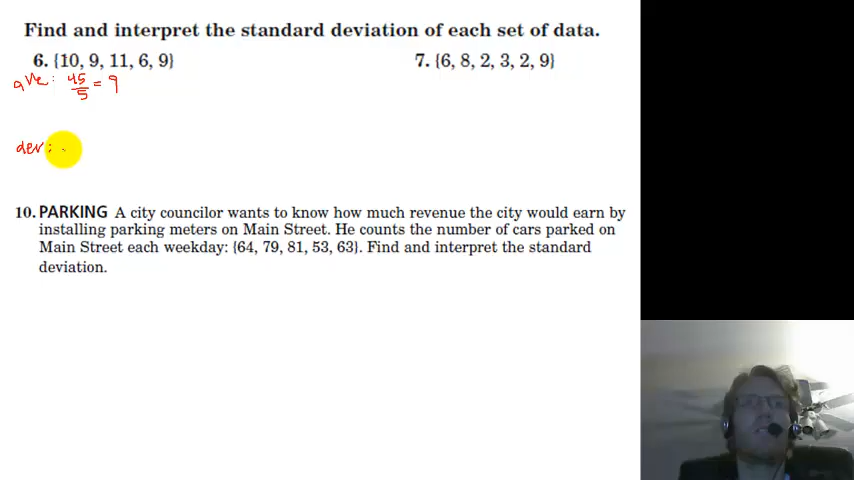 Find and interpret the standard deviation of each set of data.
6. {10, 9, 11, 6, 9}
7. {6, 8, 2, 3, 2, 9}
ave: 45/5 = 9
dev:
10. PARKING A city councilor wants to know how much revenue the city would earn by
installing parking meters on Main Street. He counts the number of cars parked on
Main Street each weekday: {64, 79, 81, 53, 63}. Find and interpret the standard
deviation.